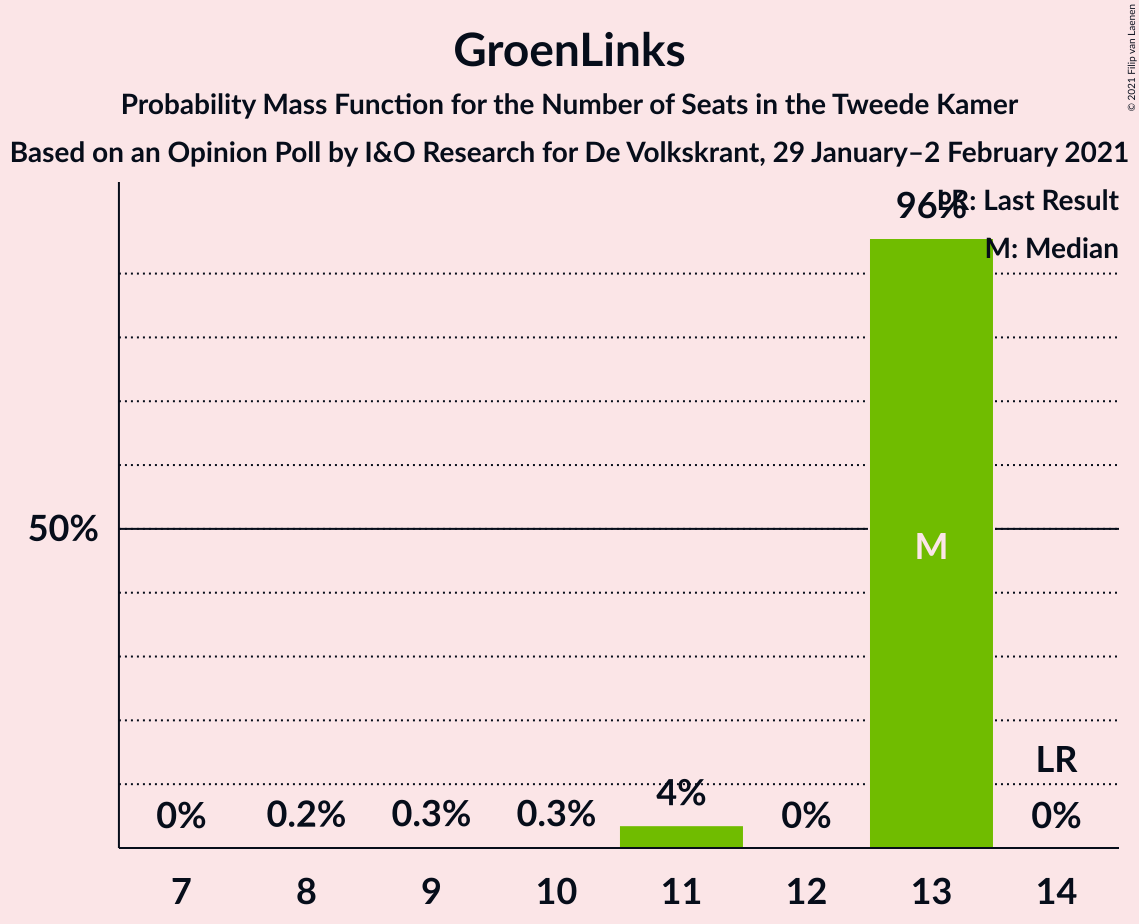 GroenLinks
Probability Mass Function for the Number of Seats in the Tweede Kamer
Based on an Opinion Poll by I&O Research for De Volkskrant, 29 January–2 February 2021
© 2021 Filip van Laenen
LR: Last Result
M: Median
96%
50%
M
LR
0%
0.2%
0.3%
0.3%
4%
0%
0%
7 8 9 10 11 12 13 14